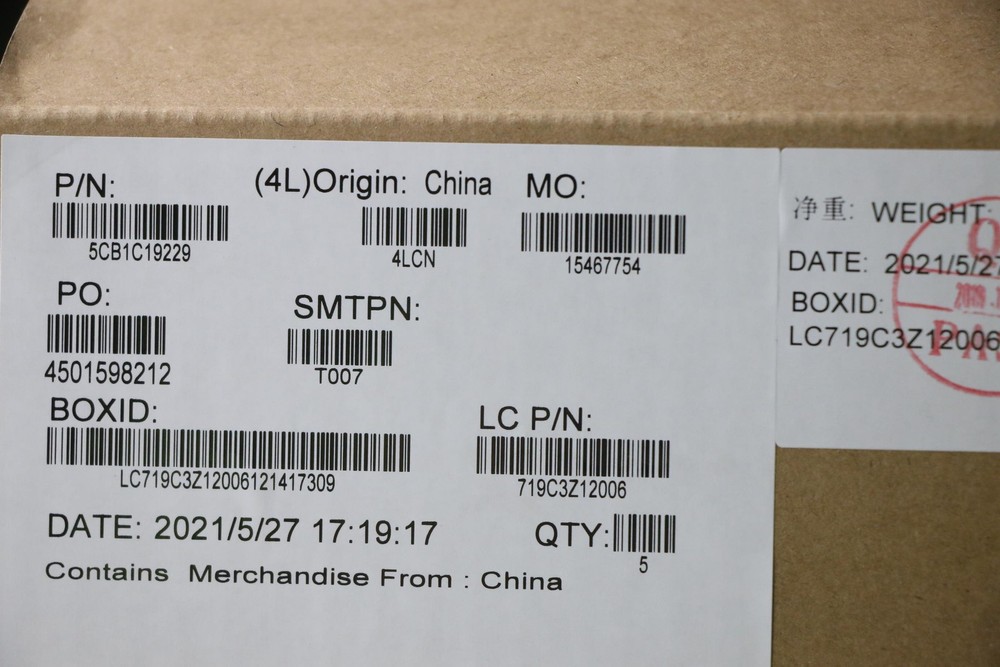 P/N: (4L)Origin: China MO:
5CB1C19229 4LCN 15467754
PO: SMTPN:
4501598212 T007
BOXID: LC P/N:
LC719C3Z12006121417309 719C3Z12006
DATE: 2021/5/27 17:19:17 QTY:
5
Contains Merchandise From : China
净重: WEIGHT:
DATE: 2021/5/27
BOXID:
LC719C3Z12006